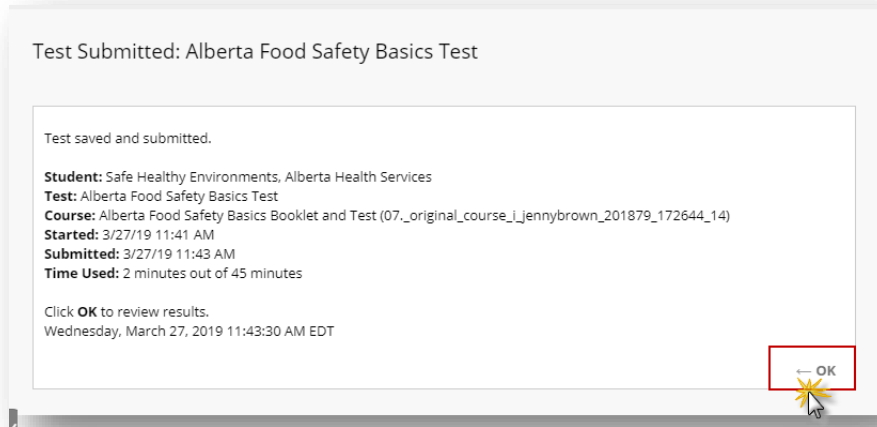 Test Submitted: Alberta Food Safety Basics Test
Test saved and submitted.
Student: Safe Healthy Environments, Alberta Health Services
Test: Alberta Food Safety Basics Test
Course: Alberta Food Safety Basics Booklet and Test (07._original_course_i_jennybrown_201879_172644_14)
Started: 3/27/19 11:41 AM
Submitted: 3/27/19 11:43 AM
Time Used: 2 minutes out of 45 minutes
Click OK to review results.
Wednesday, March 27, 2019 11:43:30 AM EDT
← OK